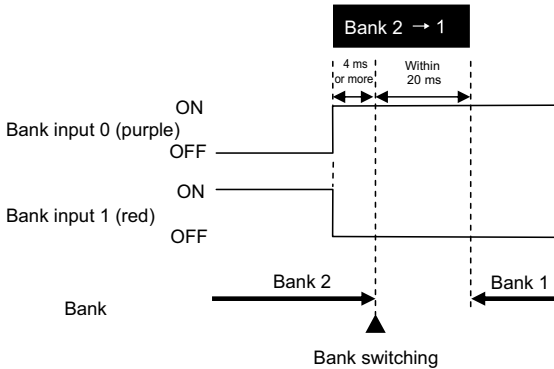 Bank 2 → 1
4 ms
or more
Within
20 ms
ON
Bank input 0 (purple)
OFF
ON
Bank input 1 (red)
OFF
Bank 2
Bank 1
Bank
Bank switching